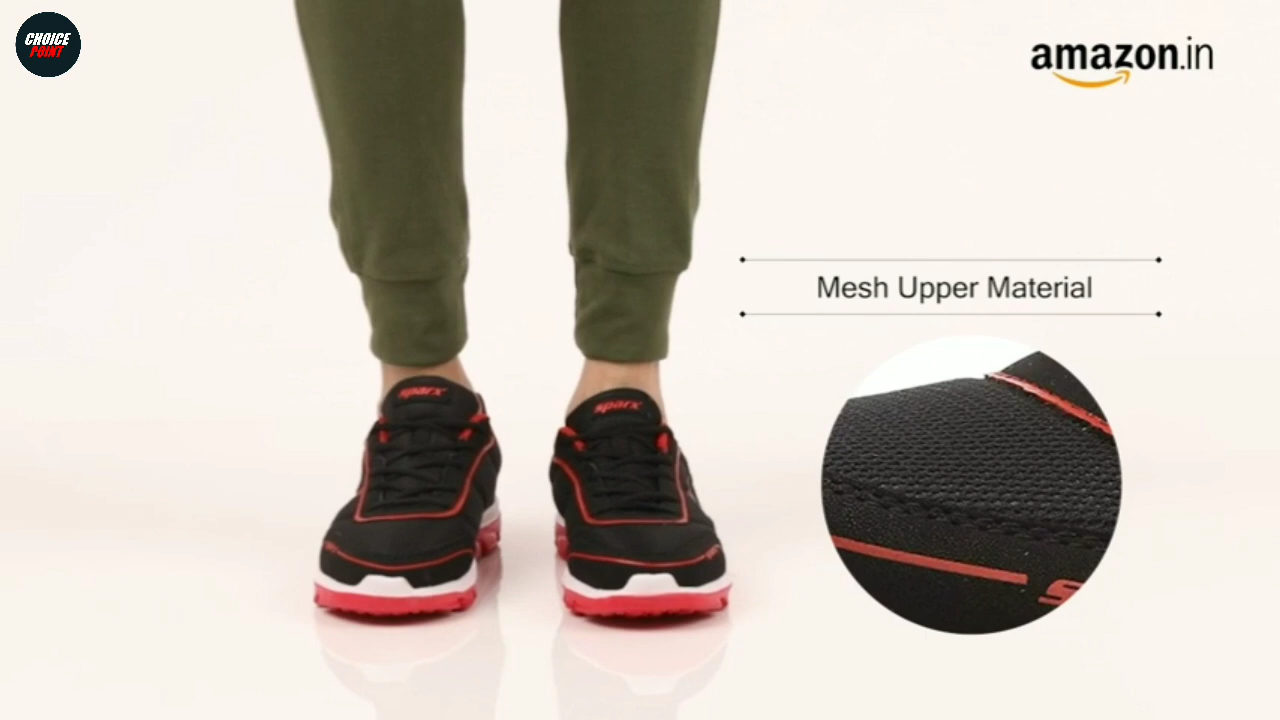 CHOICE
POINT
amazon.in
Mesh Upper Material
sparx
sparx